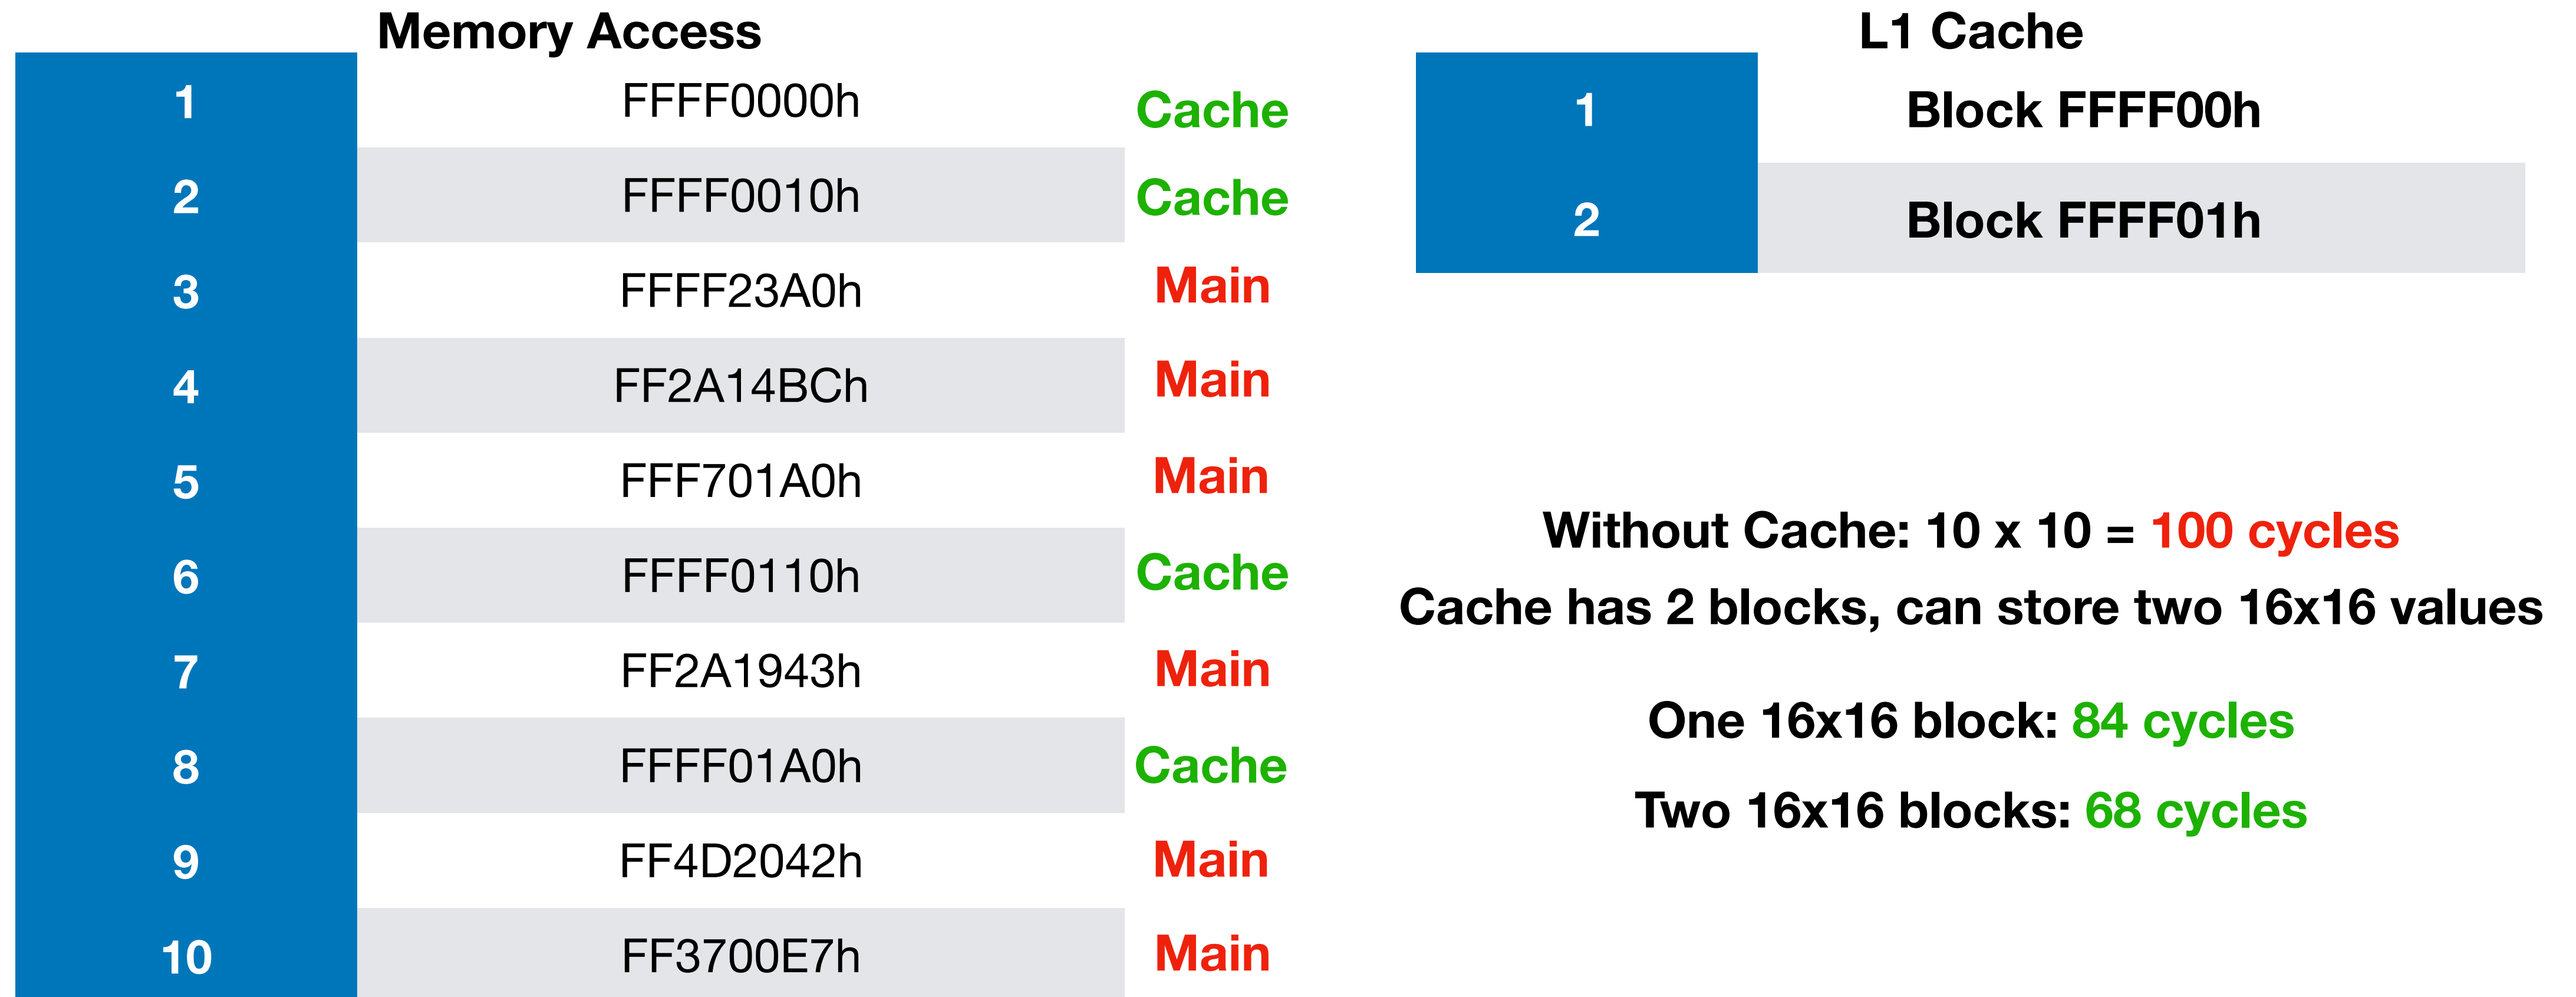 Memory Access
1 FFFF0000h Cache
2 FFFF0010h Cache
3 FFFF23A0h Main
4 FF2A14BCh Main
5 FFF701A0h Main
6 FFFF0110h Cache
7 FF2A1943h Main
8 FFFF01A0h Cache
9 FF4D2042h Main
10 FF3700E7h Main
L1 Cache
1 Block FFFF00h
2 Block FFFF01h
Without Cache: 10 x 10 = 100 cycles
Cache has 2 blocks, can store two 16x16 values
One 16x16 block: 84 cycles
Two 16x16 blocks: 68 cycles